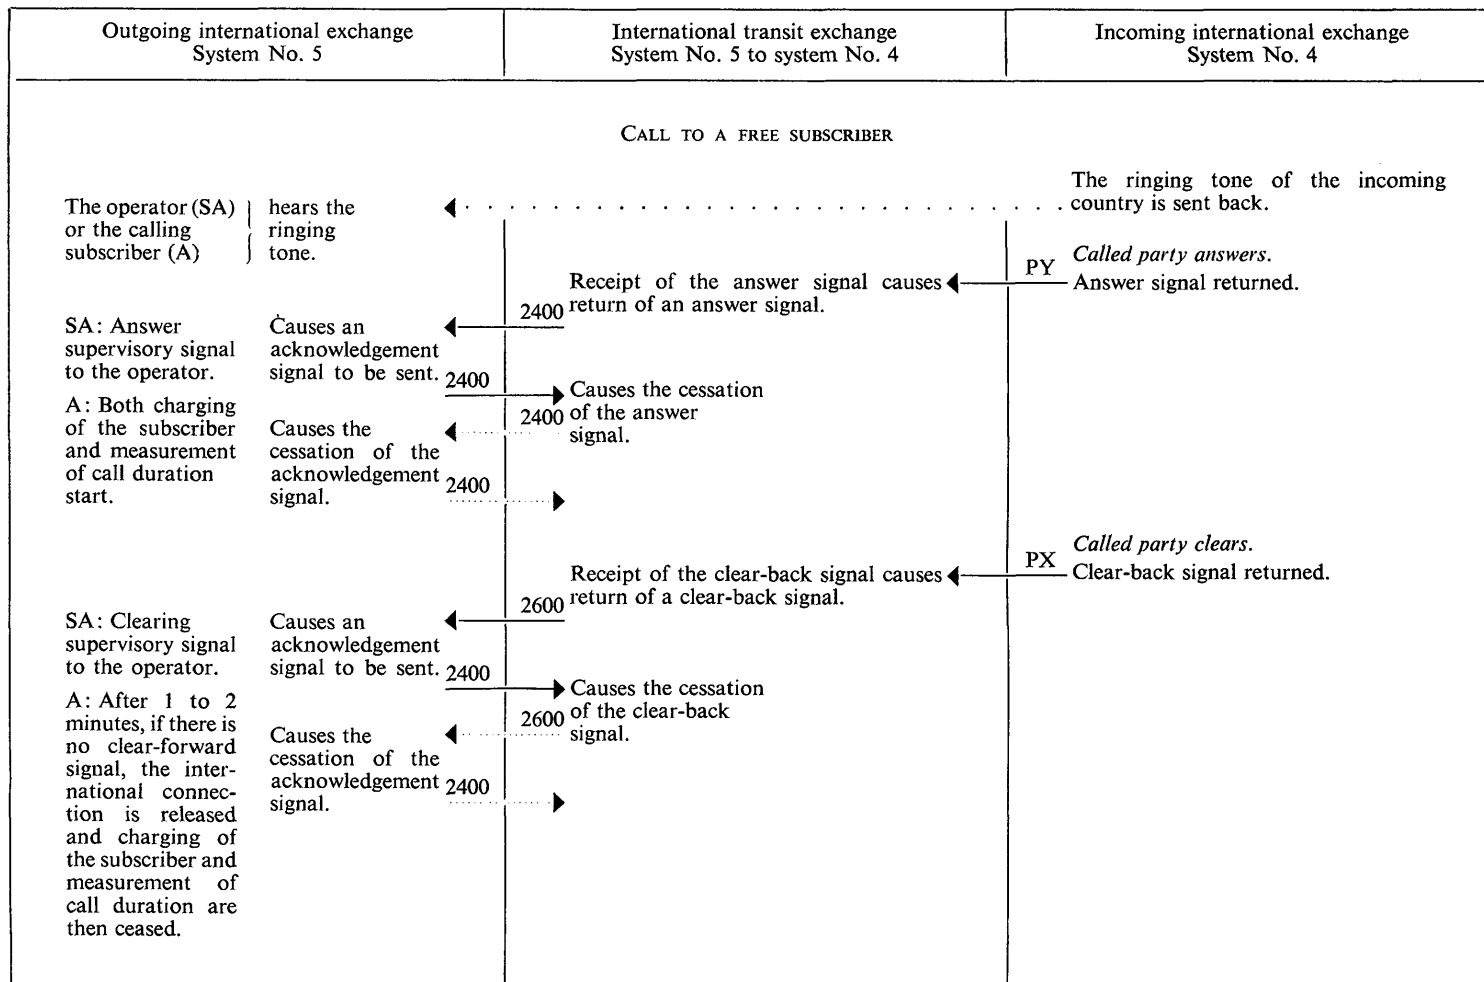 Outgoing international exchange
System No. 5
International transit exchange
System No. 5 to system No. 4
Incoming international exchange
System No. 4
CALL TO A FREE SUBSCRIBER
The ringing tone of the incoming
country is sent back.
The operator (SA)
or the calling
subscriber (A)
hears the
ringing
tone.
PY
Called party answers.
Answer signal returned.
Receipt of the answer signal causes
return of an answer signal.
2400
SA: Answer
supervisory signal
to the operator.
Causes an
acknowledgement
signal to be sent.
2400
Causes the cessation
of the answer
signal.
A: Both charging
of the subscriber
and measurement
of call duration
start.
2400
Causes the
cessation of the
acknowledgement
signal.
2400
PX
Called party clears.
Clear-back signal returned.
Receipt of the clear-back signal causes
return of a clear-back signal.
2600
SA: Clearing
supervisory signal
to the operator.
Causes an
acknowledgement
signal to be sent.
2400
Causes the cessation
of the clear-back
signal.
A: After 1 to 2
minutes, if there is
no clear-forward
signal, the inter-
national connec-
tion is released
and charging of
the subscriber and
measurement of
call duration are
then ceased.
2600
Causes the
cessation of the
acknowledgement
signal.
2400